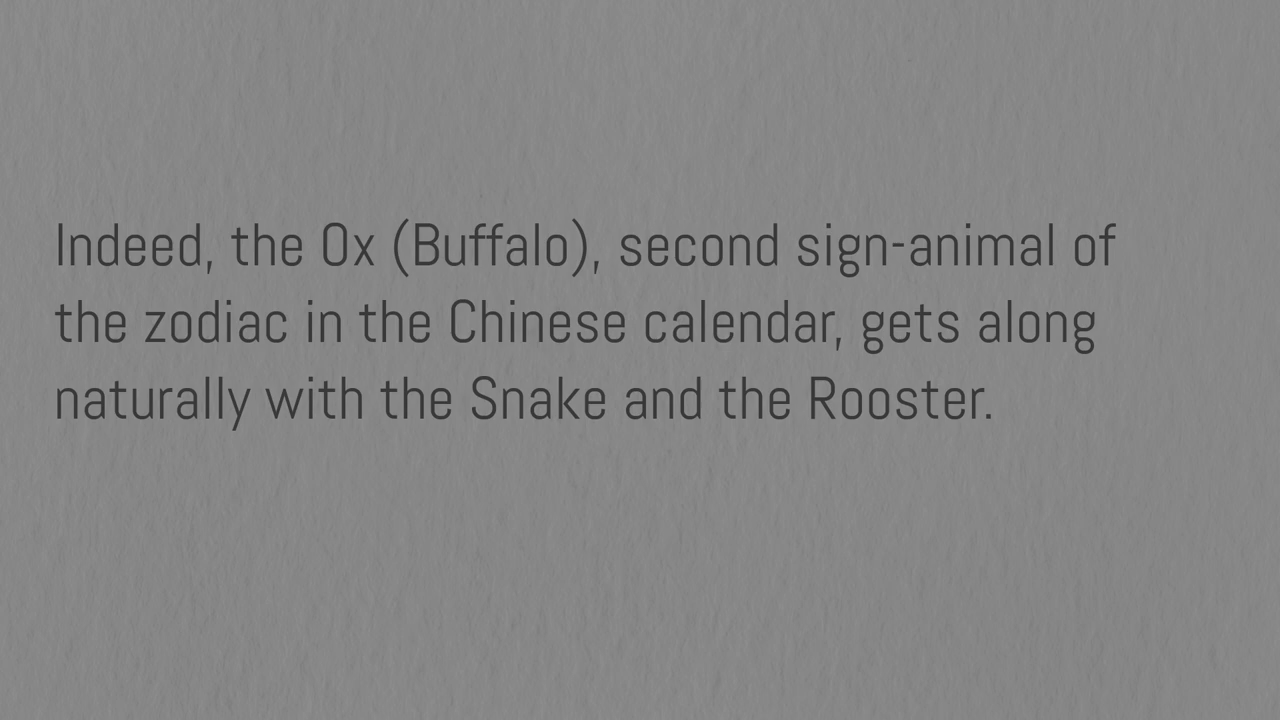 Indeed, the Ox (Buffalo), second sign-animal of
the zodiac in the Chinese calendar, gets along
naturally with the Snake and the Rooster.